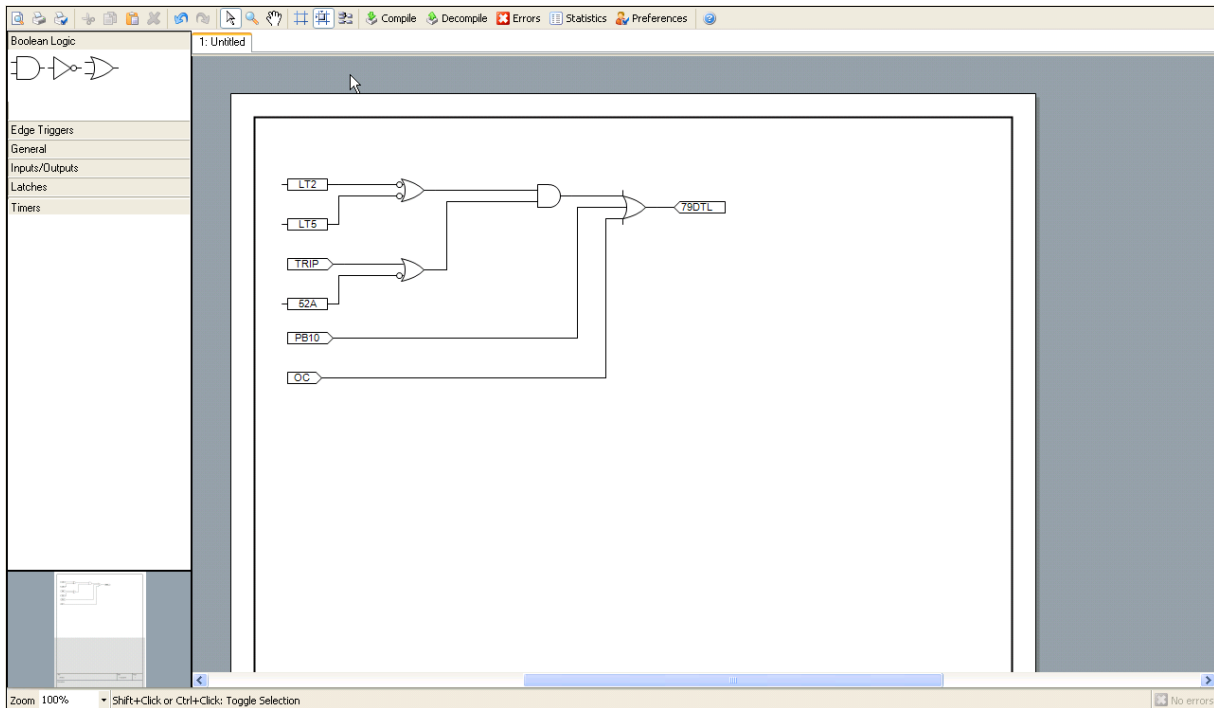 Compile Decompile Errors Statistics Preferences
Boolean Logic
1: Untitled
Edge Triggers
General
Inputs/Outputs
Latches
Timers
LT2
LT5
TRIP
52A
PB10
OC
79DTL
Zoom 100% Shift+Click or Ctrl+Click: Toggle Selection
No errors